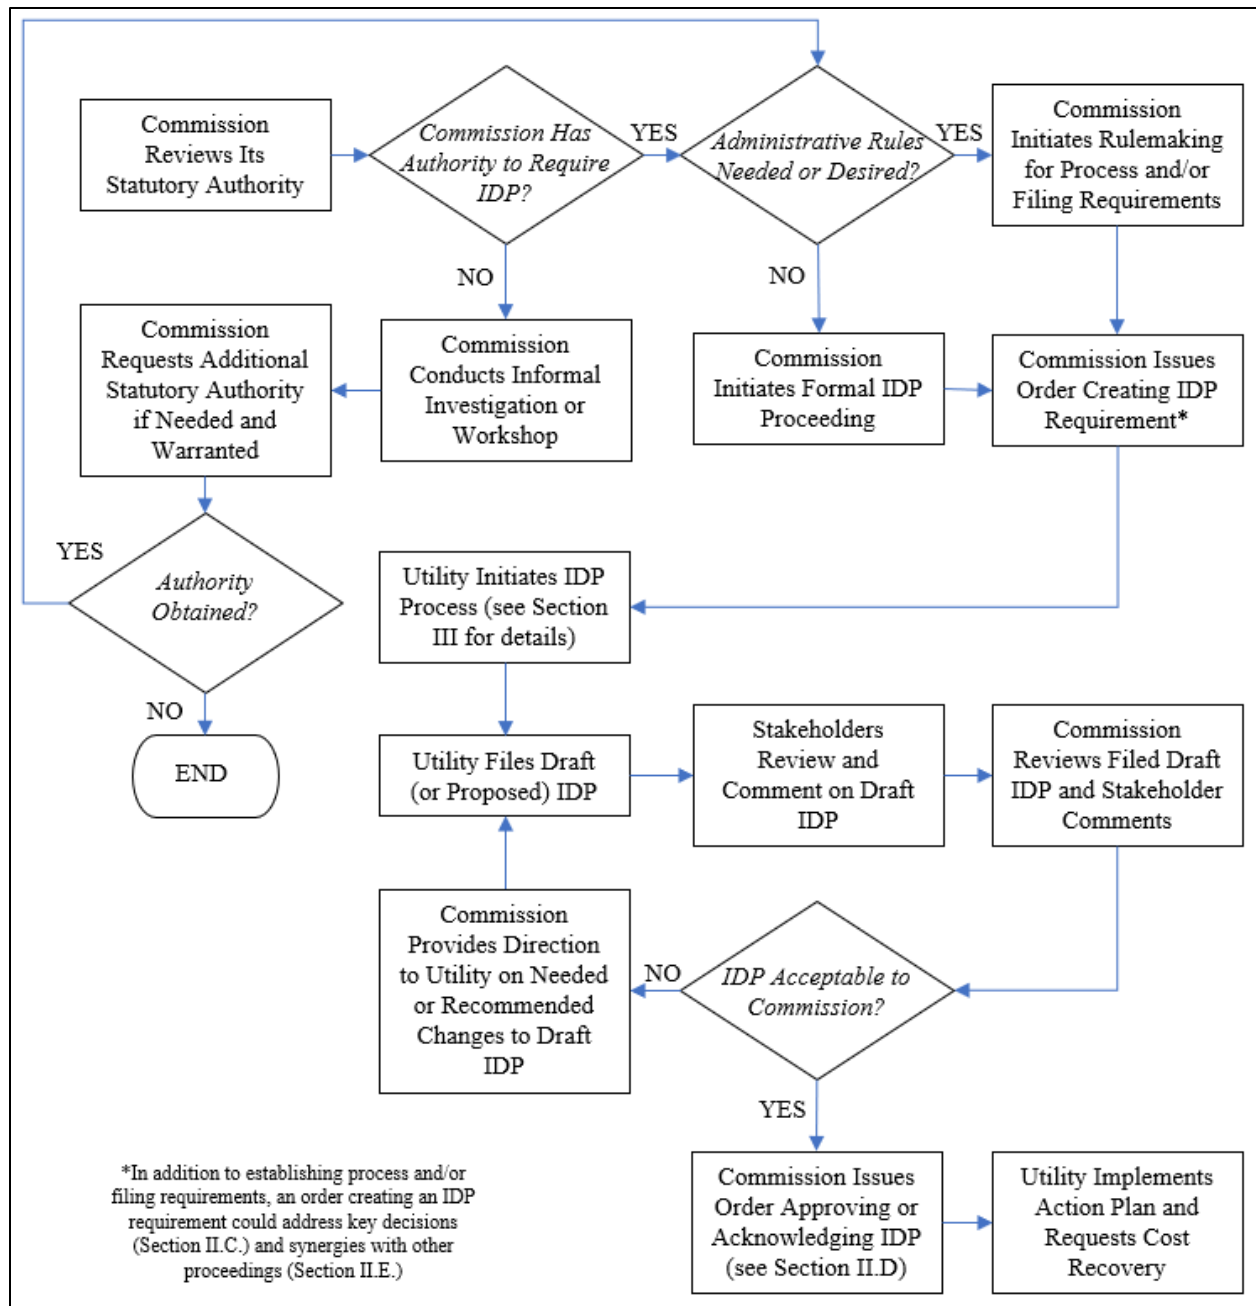 Commission
Reviews Its
Statutory Authority
Commission Has
Authority to Require
IDP?
YES
Administrative Rules
Needed or Desired?
YES
Commission
Initiates Rulemaking
for Process and/or
Filing Requirements
NO
NO
Commission
Requests Additional
Statutory Authority
if Needed and
Warranted
Commission
Conducts Informal
Investigation or
Workshop
Commission
Initiates Formal IDP
Proceeding
Commission Issues
Order Creating IDP
Requirement*
YES
Authority
Obtained?
NO
END
Utility Initiates IDP
Process (see Section
III for details)
Utility Files Draft
(or Proposed) IDP
Stakeholders
Review and
Comment on Draft
IDP
Commission
Reviews Filed Draft
IDP and Stakeholder
Comments
Commission
Provides Direction
to Utility on Needed
or Recommended
Changes to Draft
IDP
NO
IDP Acceptable to
Commission?
YES
Commission Issues
Order Approving or
Acknowledging IDP
(see Section II.D)
Utility Implements
Action Plan and
Requests Cost
Recovery
*In addition to establishing process and/or
filing requirements, an order creating an IDP
requirement could address key decisions
(Section II.C.) and synergies with other
proceedings (Section II.E.)